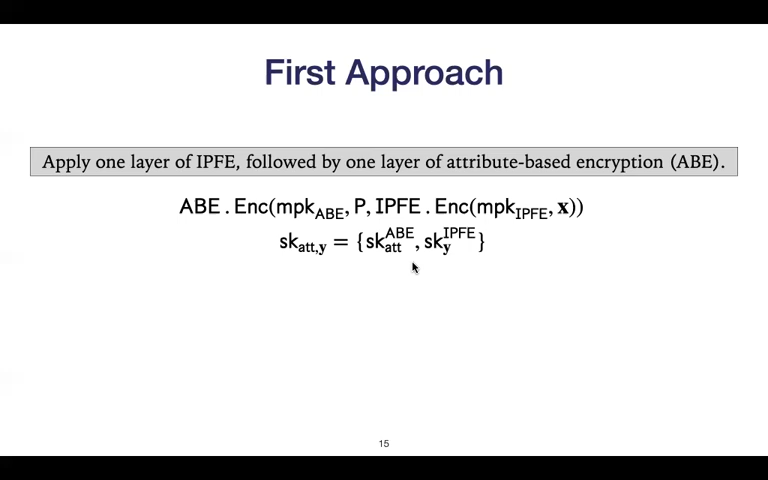 First Approach
Apply one layer of IPFE, followed by one layer of attribute-based encryption (ABE).
ABE . Enc(mpk_ABE, P, IPFE . Enc(mpk_IPFE, x))
sk_att,y = {sk_att^ABE, sk_y^IPFE}
15